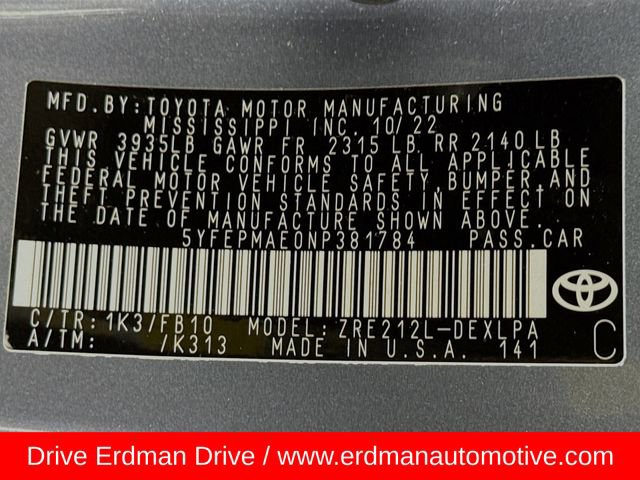 MFD.BY:TOYOTA MOTOR MANUFACTURING
MISSISSIPPI INC. 10/22
GVWR 3935LB GAWR FR 2315 LB, RR 2140 LB
THIS VEHICLE CONFORMS TO ALL APPLICABLE
FEDERAL MOTOR VEHICLE SAFETY,BUMPER,AND
THEFT PREVENTION STANDARDS IN EFFECT ON
THE DATE OF MANUFACTURE SHOWN ABOVE.
5YFEPMAE0NP381784 PASS.CAR
C/TR:1K3/FB10 MODEL: ZRE212L-DEXLPA
A/TM: /K313 MADE IN U.S.A. 141
C
Drive Erdman Drive / www.erdmanautomotive.com